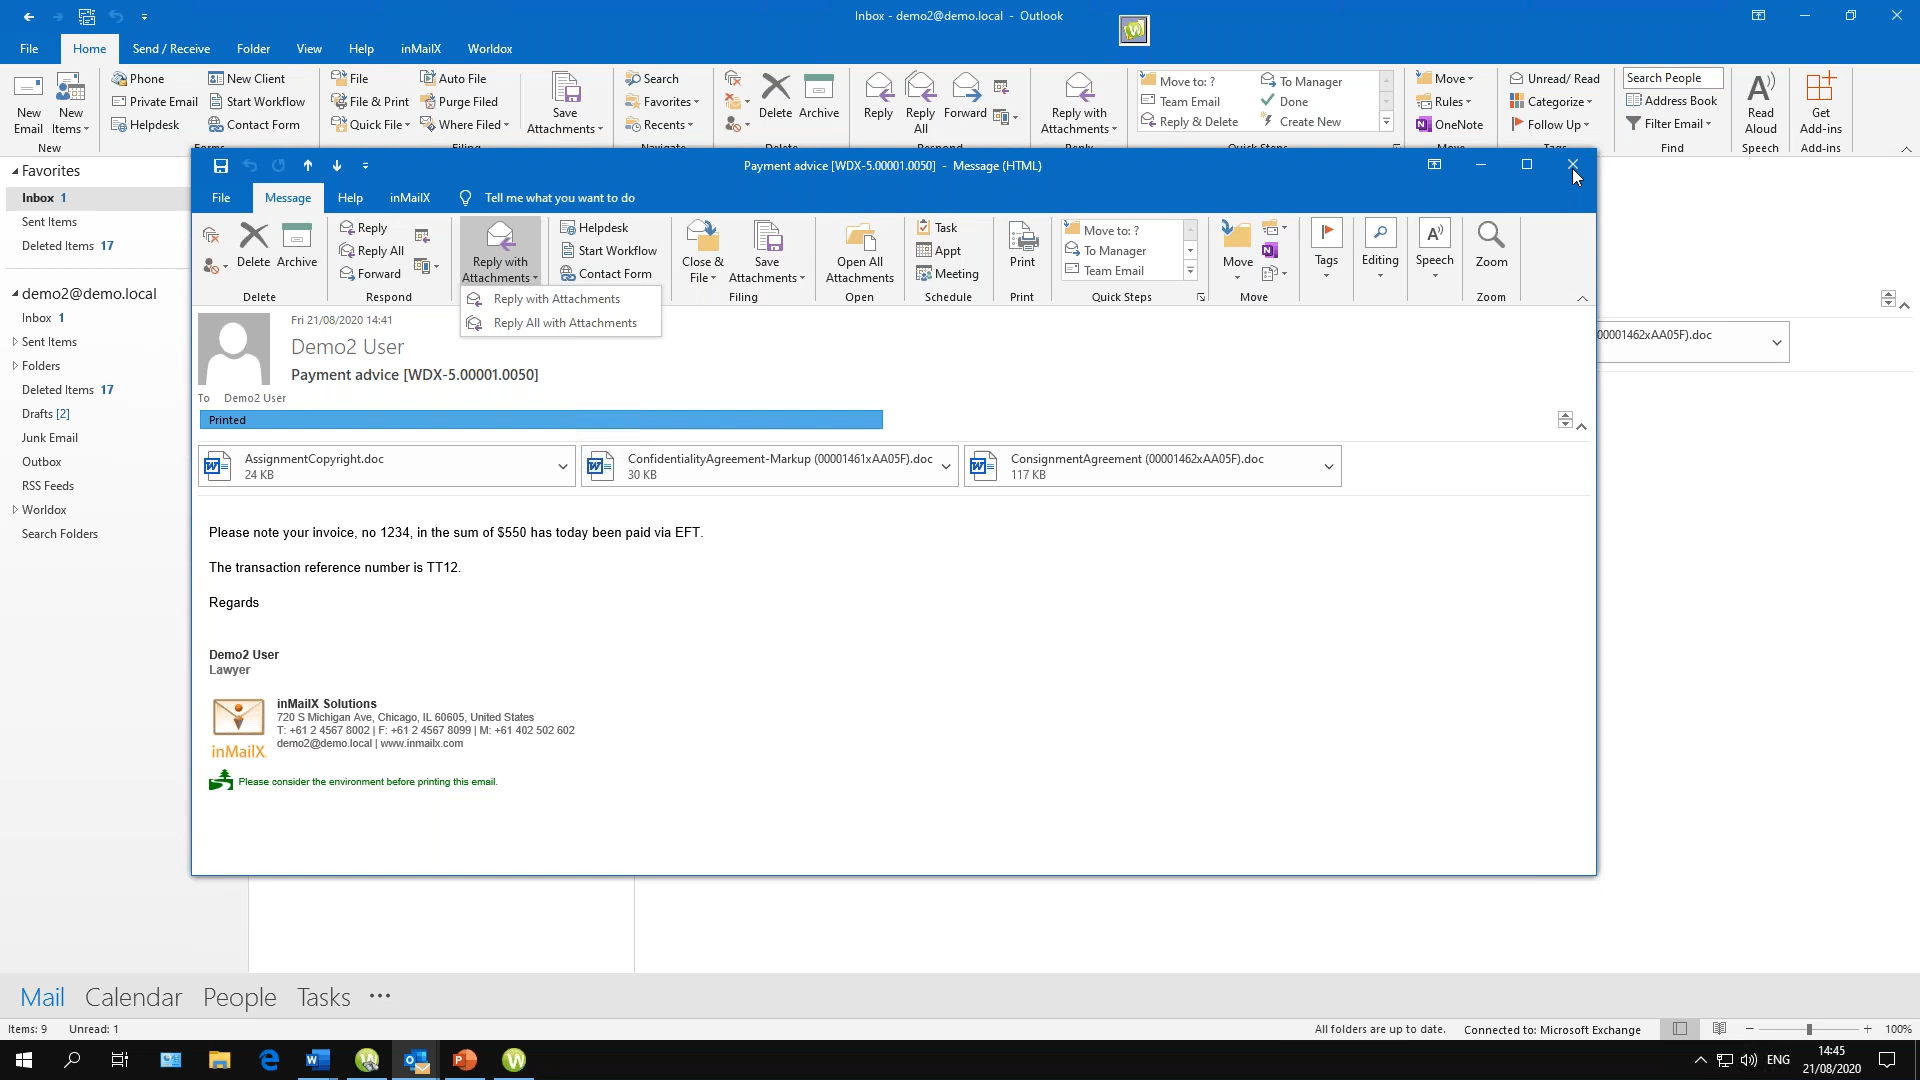 Inbox - demo2@demo.local - Outlook
File Home Send / Receive Folder View Help inMailX Worldox
New Email
New Items
New
Phone
Private Email
Helpdesk
New Client
Start Workflow
Contact Form
File
File & Print
Quick File
Auto File
Purge Filed
Where Filed
Filing
Save Attachments
Search
Favorites
Recents
Delete
Archive
Reply
Reply All
Forward
Reply with Attachments
Move to: ?
Team Email
Reply & Delete
To Manager
Done
Create New
Move
Rules
OneNote
Unread/ Read
Categorize
Follow Up
Search People
Address Book
Filter Email
Find
Read Aloud
Speech
Get Add-ins
Add-ins
Favorites
Inbox 1
Sent Items
Deleted Items 17
demo2@demo.local
Inbox 1
Sent Items
Folders
Deleted Items 17
Drafts [2]
Junk Email
Outbox
RSS Feeds
Worldox
Search Folders
Payment advice [WDX-5.00001.0050] - Message (HTML)
File Message Help inMailX Tell me what you want to do
Delete
Archive
Delete
Reply
Reply All
Forward
Respond
Reply with Attachments
Reply with Attachments
Reply All with Attachments
Helpdesk
Start Workflow
Contact Form
Close & File
Save Attachments
Filing
Open All Attachments
Open
Task
Appt
Meeting
Schedule
Print
Print
Move to: ?
To Manager
Team Email
Quick Steps
Move
Move
Tags
Editing
Speech
Zoom
Zoom
Fri 21/08/2020 14:41
Demo2 User
Payment advice [WDX-5.00001.0050]
To Demo2 User
Printed
AssignmentCopyright.doc
24 KB
ConfidentialityAgreement-Markup (00001461xAA05F).doc
30 KB
ConsignmentAgreement (00001462xAA05F).doc
117 KB
00001462xAA05F).doc
Please note your invoice, no 1234, in the sum of $550 has today been paid via EFT.
The transaction reference number is TT12.
Regards
Demo2 User
Lawyer
inMailX
inMailX Solutions
720 S Michigan Ave, Chicago, IL 60605, United States
T: +61 2 4567 8002 | F: +61 2 4567 8099 | M: +61 402 502 602
demo2@demo.local | www.inmailx.com
Please consider the environment before printing this email.
Mail Calendar People Tasks
Items: 9 Unread: 1
All folders are up to date. Connected to: Microsoft Exchange 100%
ENG
14:45
21/08/2020